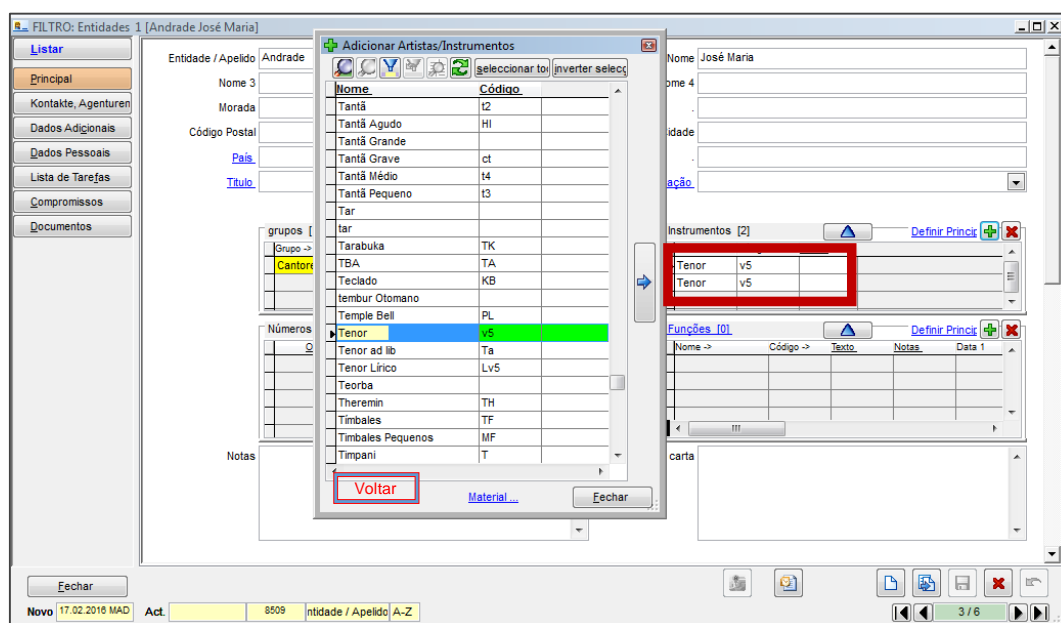 FILTRO: Entidades 1 [Andrade José Maria]
Listar
Principal
Kontakte, Agenturen
Dados Adicionais
Dados Pessoais
Lista de Tarefas
Compromissos
Documentos
Entidade / Apelido Andrade
Nome José Maria
Nome 3
ome 4
Morada
Código Postal
idade
País
Titulo
ação
grupos [
Grupo ->
Cantore
Números
Notas
Adicionar Artistas/Instrumentos
seleccionar to inverter selecç
Nome Código
Tantã t2
Tantã Agudo HI
Tantã Grande
Tantã Grave ct
Tantã Médio t4
Tantã Pequeno t3
Tar
tar
Tarabuka TK
TBA TA
Teclado KB
tembur Otomano
Temple Bell PL
Tenor v5
Tenor ad lib Ta
Tenor Lírico Lv5
Teorba
Theremin TH
Tímbales TF
Timbales Pequenos MF
Timpani T
Voltar
Material ...
Fechar
Instrumentos [2]
Definir Princip
Tenor v5
Tenor v5
Funções [0]
Definir Princip
Nome -> Código -> Texto Notas Data 1
carta
Fechar
Novo 17.02.2016 MAD Act. 8509 ntidade / Apelido A-Z
3 / 6